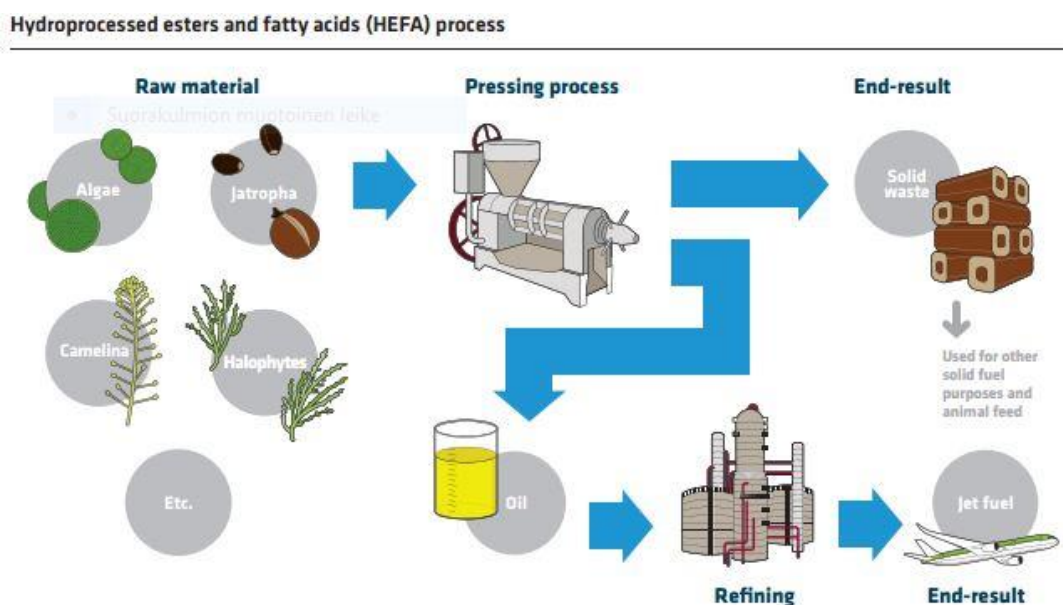 Hydroprocessed esters and fatty acids (HEFA) process
Raw material
Pressing process
End-result
Suorakulmion muotoinen leike
Algae
Jatropha
Solid
waste
Camelina
Halophytes
Used for other
solid fuel
purposes and
animal feed
Etc.
Oil
Jet fuel
Refining
End-result